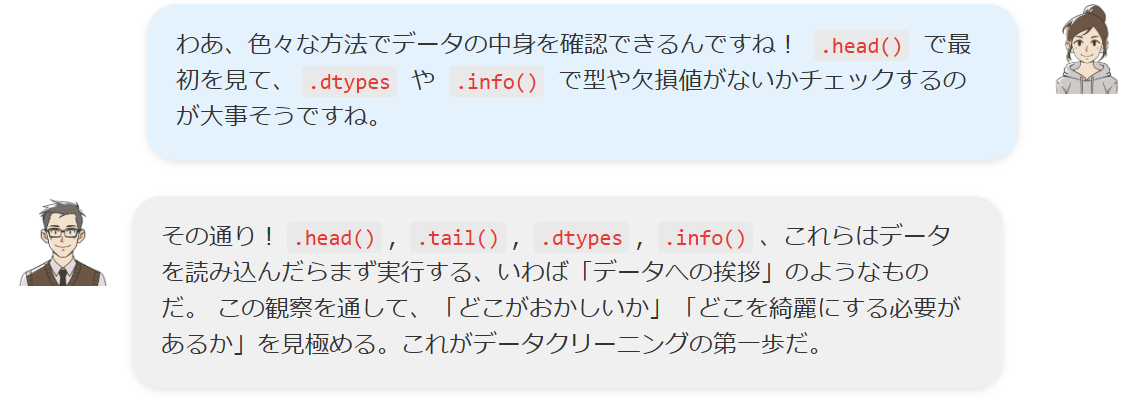 わあ、色々な方法でデータの中身を確認できるんですね！ .head() で最
初を見て、 .dtypes や .info() で型や欠損値がないかチェックするの
が大事そうですね。
その通り！ .head() , .tail() , .dtypes , .info() 、これらはデータ
を読み込んだらまず実行する、いわば「データへの挨拶」のようなもの
だ。 この観察を通して、「どこがおかしいか」「どこを綺麗にする必要が
あるか」を見極める。これがデータクリーニングの第一歩だ。